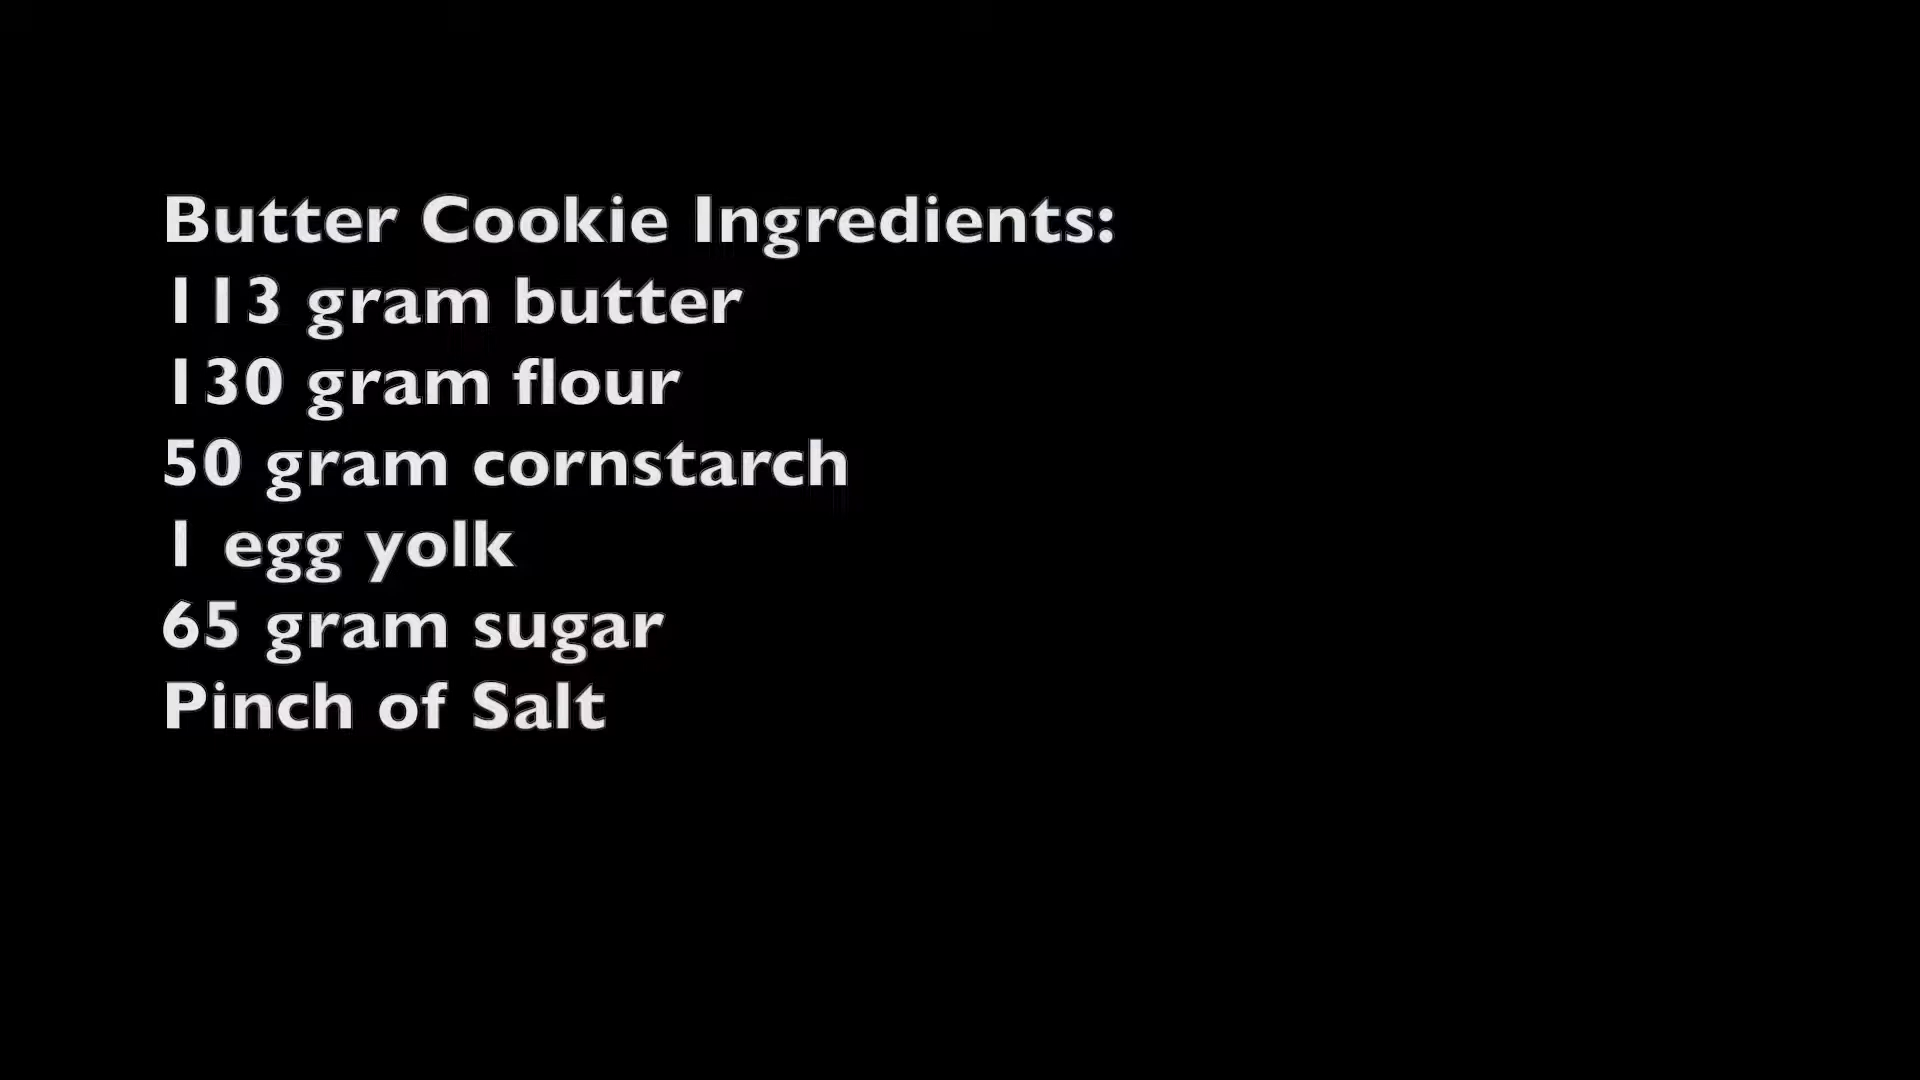 Butter Cookie Ingredients:
113 gram butter
130 gram flour
50 gram cornstarch
1 egg yolk
65 gram sugar
Pinch of Salt